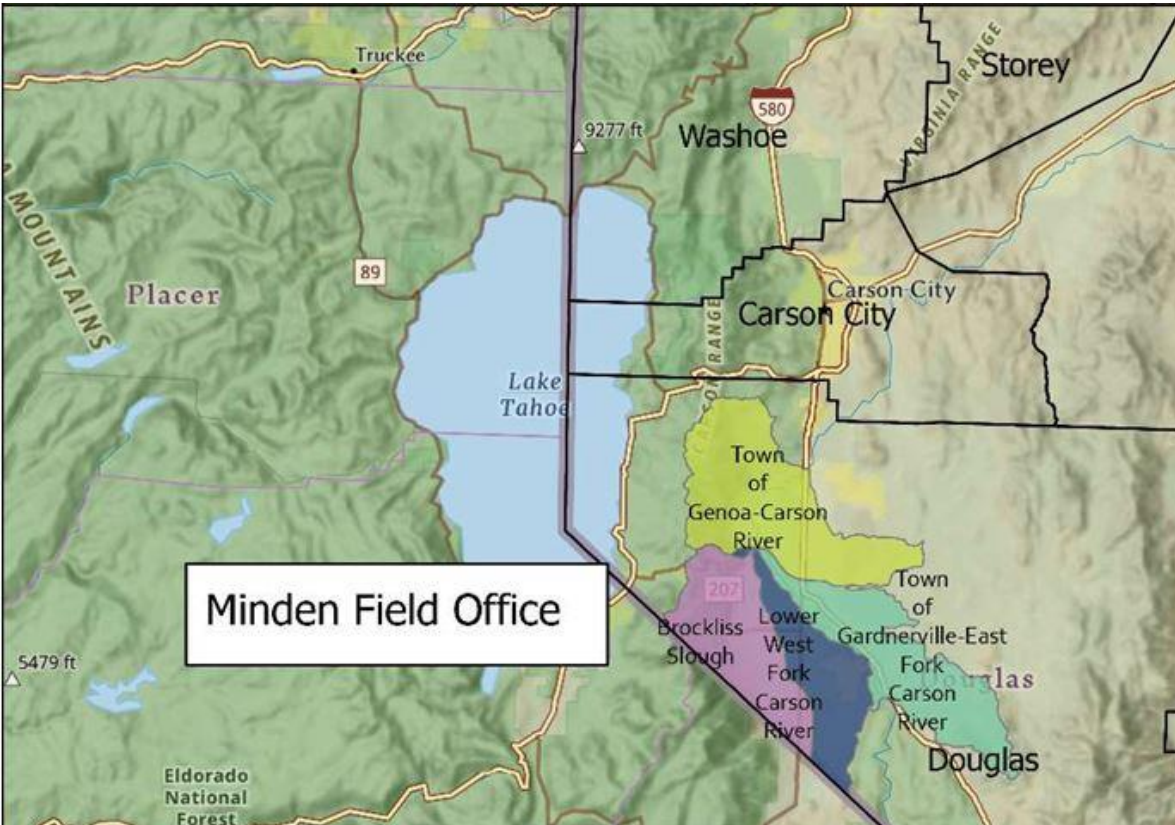 Truckee
9277 ft
580
Storey
VIRGINIA RANGE
Washoe
MOUNTAINS
Placer
89
Carson City
Carson City
CARSON RANGE
Lake
Tahoe
Town
of
Genoa-Carson
River
Minden Field Office
207
Brockliss
Slough
Lower
West
Fork
Carson
River
Town
of
Gardnerville-East
Fork
Carson
River
Douglas
Douglas
5479 ft
Eldorado
National
Forest